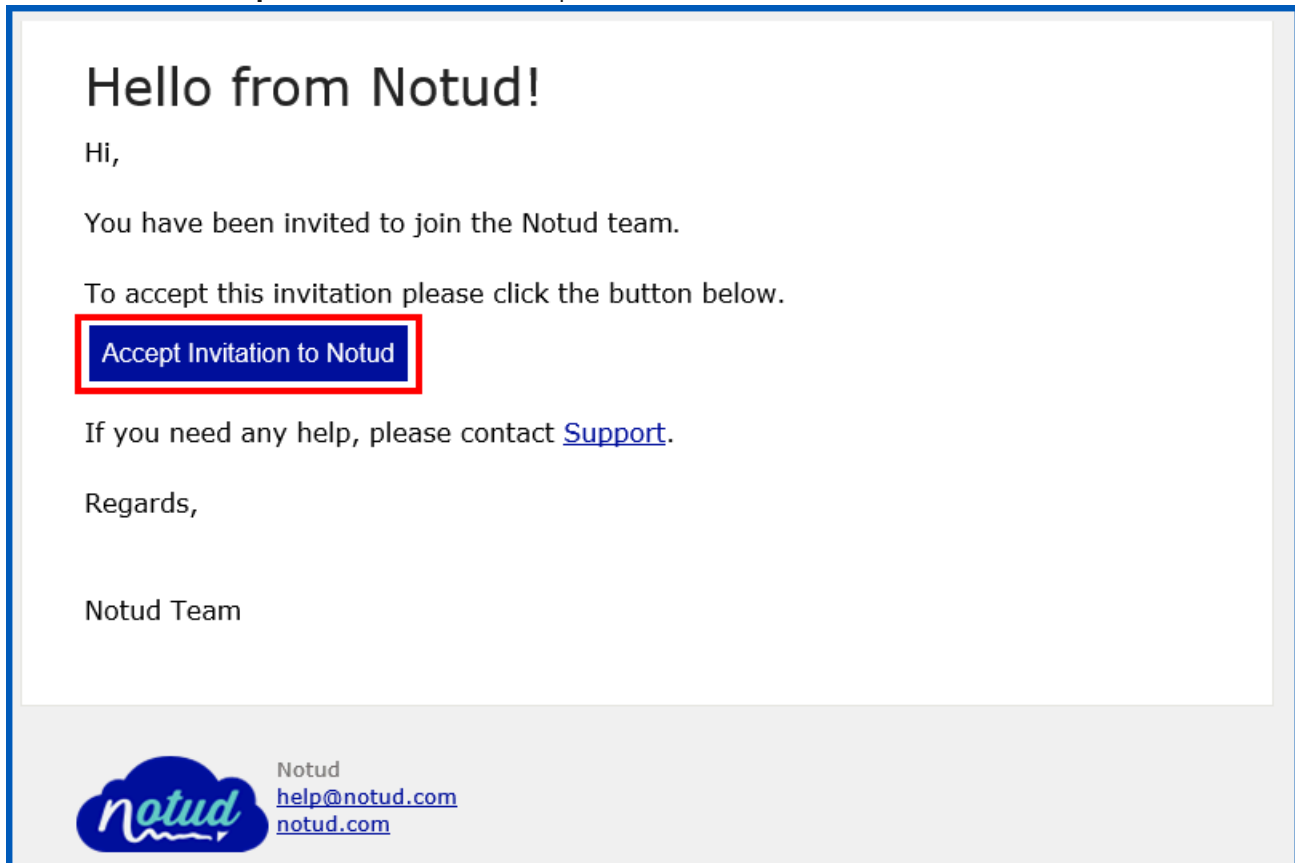 Hello from Notud!
Hi,
You have been invited to join the Notud team.
To accept this invitation please click the button below.
Accept Invitation to Notud
If you need any help, please contact Support.
Regards,
Notud Team
notud
Notud
help@notud.com
notud.com